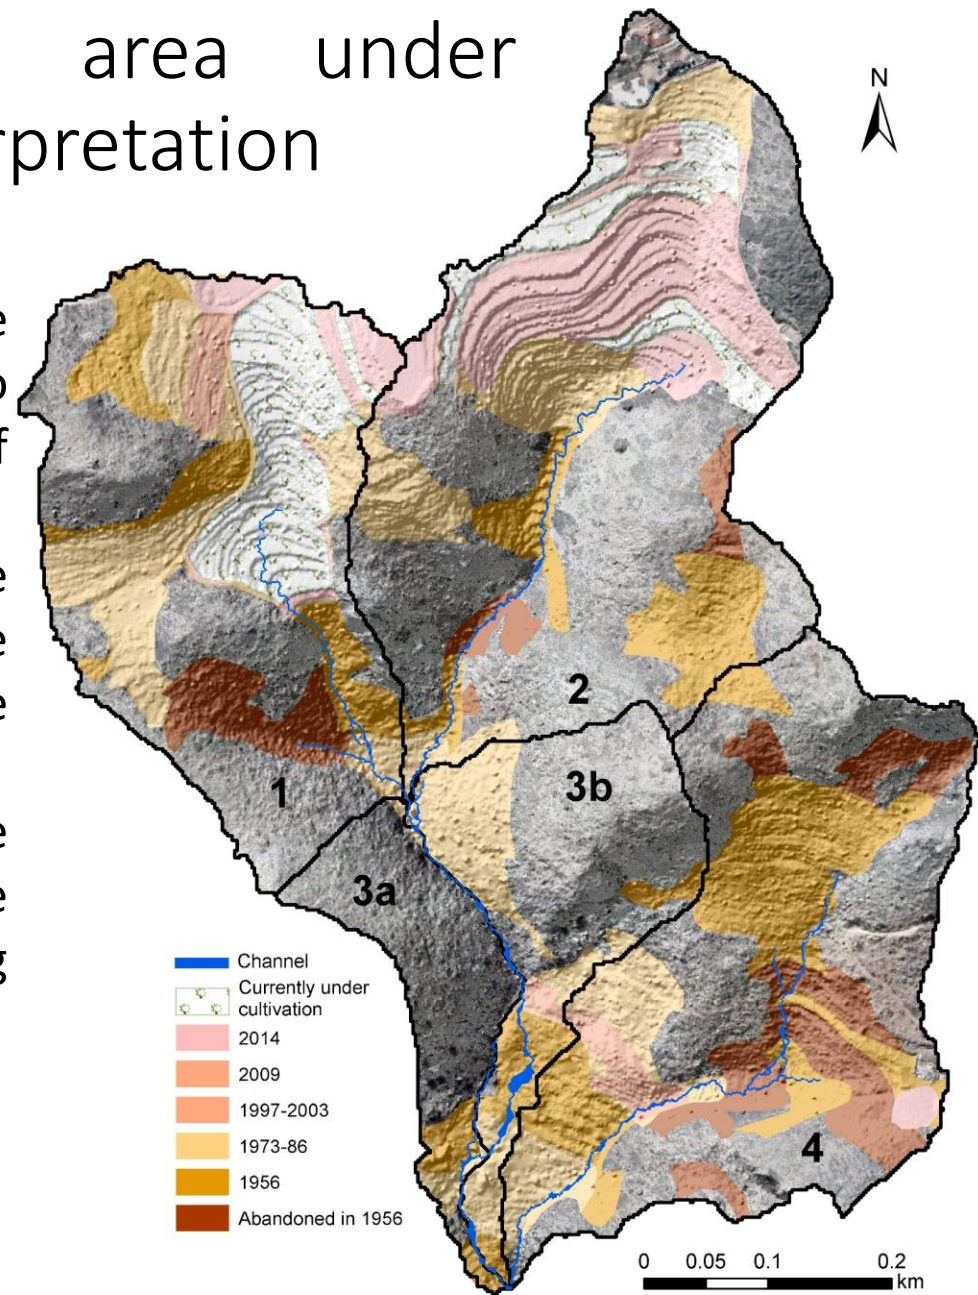 area under
rpretation
N
e
o
f
e
e
e
e
e
g
2
3b
1
3a
4
Channel
Currently under
cultivation
2014
2009
1997-2003
1973-86
1956
Abandoned in 1956
0 0.05 0.1 0.2
km